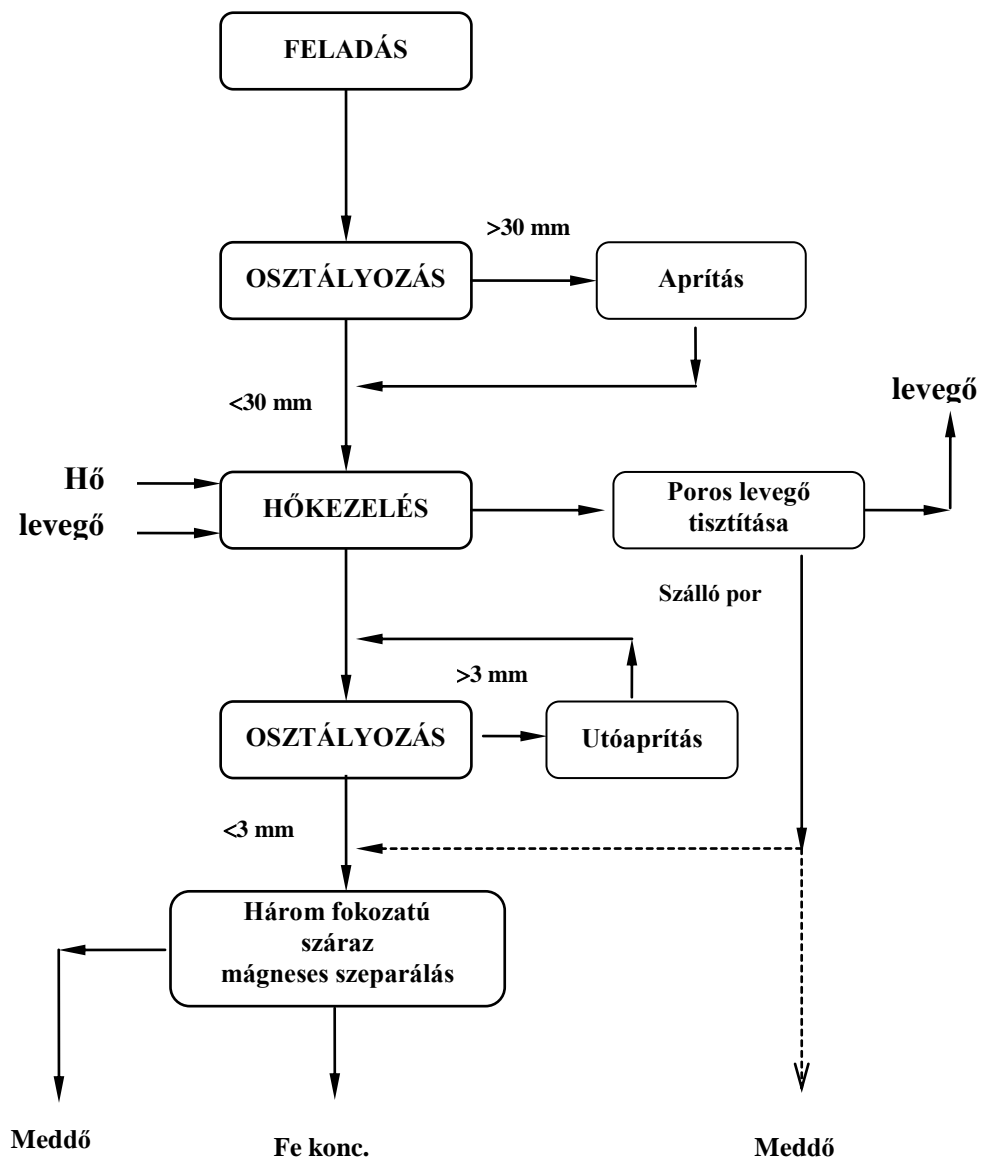 FELADÁS
>30 mm
OSZTÁLYOZÁS
Aprítás
<30 mm
levegő
Hő
levegő
HŐKEZELÉS
Poros levegő
tisztítása
Szálló por
>3 mm
OSZTÁLYOZÁS
Utóaprítás
<3 mm
Három fokozatú
száraz
mágneses szeparálás
Meddő
Fe konc.
Meddő